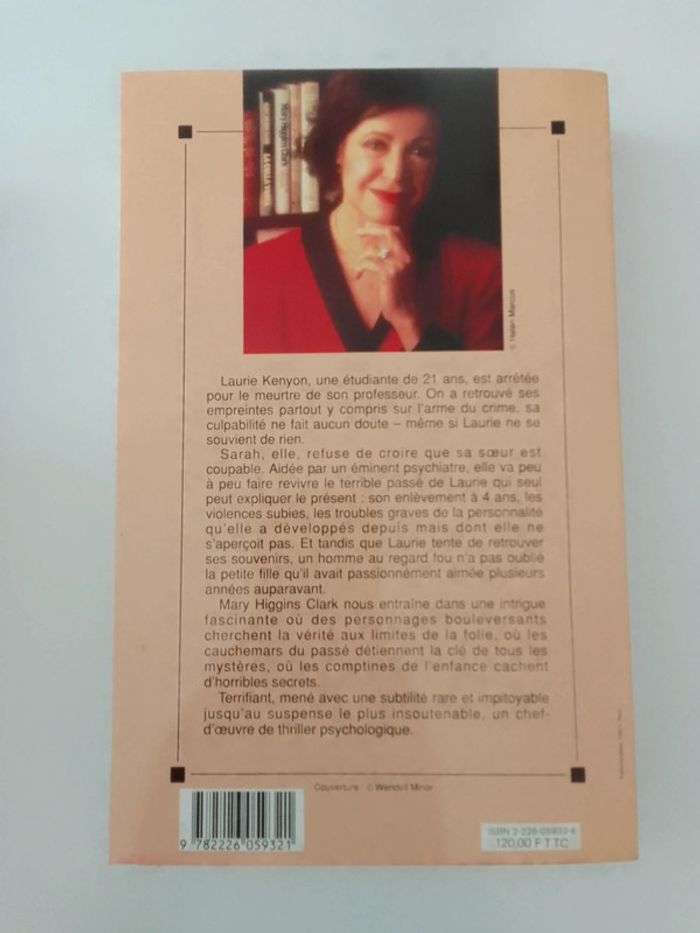 © Helen Marcus
Laurie Kenyon, une étudiante de 21 ans, est arrêtée
pour le meurtre de son professeur. On a retrouvé ses
empreintes partout y compris sur l'arme du crime, sa
culpabilité ne fait aucun doute – même si Laurie ne se
souvient de rien.
Sarah, elle, refuse de croire que sa sœur est
coupable. Aidée par un éminent psychiatre, elle va peu
à peu faire revivre le terrible passé de Laurie qui seul
peut expliquer le présent : son enlèvement à 4 ans, les
violences subies, les troubles graves de la personnalité
qu'elle a développés depuis mais dont elle ne
s'aperçoit pas. Et tandis que Laurie tente de retrouver
ses souvenirs, un homme au regard fou n'a pas oublié
la petite fille qu'il avait passionnément aimée plusieurs
années auparavant.
Mary Higgins Clark nous entraîne dans une intrigue
fascinante où des personnages bouleversants
cherchent la vérité aux limites de la folie, où les
cauchemars du passé détiennent la clé de tous les
mystères, où les comptines de l'enfance cachent
d'horribles secrets.
Terrifiant, mené avec une subtilité rare et impitoyable
jusqu'au suspense le plus insoutenable, un chef-
d'œuvre de thriller psychologique.
Couverture : © Wendell Minor
9 782226 059321
ISBN 2-226-05932-6
120,00 F TTC